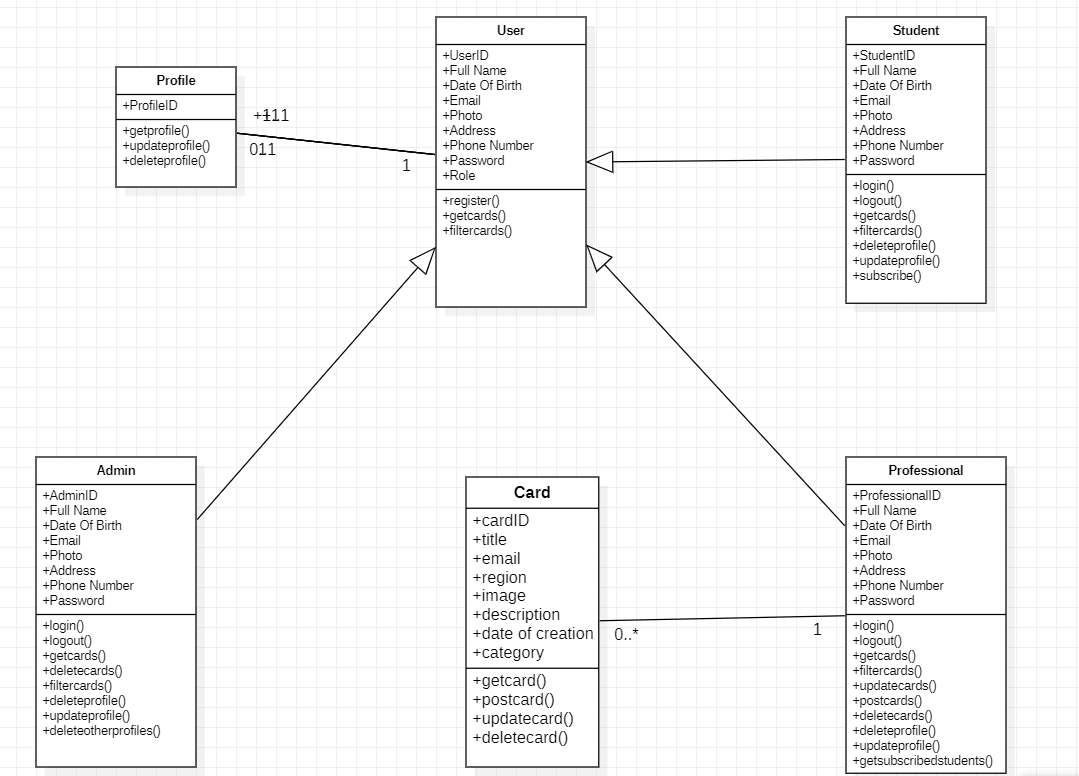 User
+UserID
+Full Name
+Date Of Birth
+Email
+Photo
+Address
+Phone Number
+Password
+Role
+register()
+getcards()
+filtercards()
Student
+StudentID
+Full Name
+Date Of Birth
+Email
+Photo
+Address
+Phone Number
+Password
+login()
+logout()
+getcards()
+filtercards()
+deleteprofile()
+updateprofile()
+subscribe()
Profile
+ProfileID
+getprofile()
+updateprofile()
+deleteprofile()
011
1
Admin
+AdminID
+Full Name
+Date Of Birth
+Email
+Photo
+Address
+Phone Number
+Password
+login()
+logout()
+getcards()
+deletecards()
+filtercards()
+deleteprofile()
+updateprofile()
+deleteotherprofiles()
Card
+cardID
+title
+email
+region
+image
+description
+date of creation
+category
+getcard()
+postcard()
+updatecard()
+deletecard()
0..*
1
Professional
+ProfessionalID
+Full Name
+Date Of Birth
+Email
+Photo
+Address
+Phone Number
+Password
+login()
+logout()
+getcards()
+filtercards()
+updatecards()
+postcards()
+deletecards()
+deleteprofile()
+updateprofile()
+getsubscribedstudents()